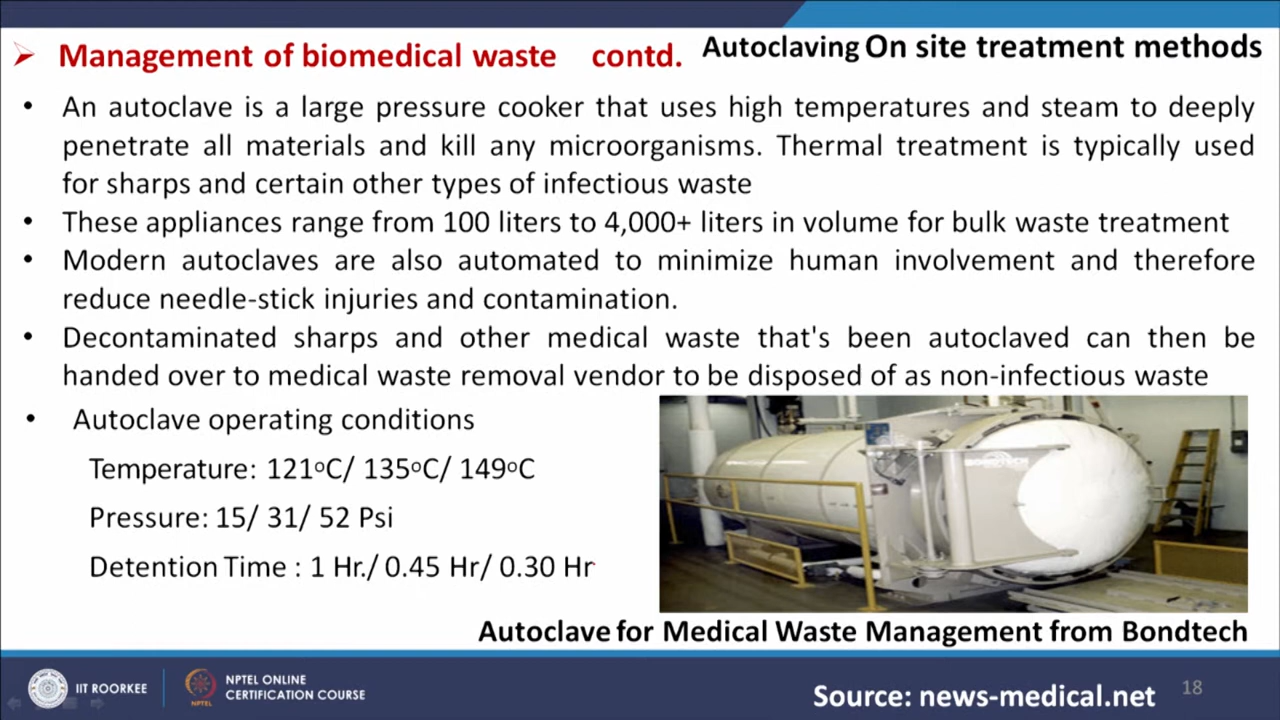 ➢ Management of biomedical waste contd. Autoclaving On site treatment methods
• An autoclave is a large pressure cooker that uses high temperatures and steam to deeply
penetrate all materials and kill any microorganisms. Thermal treatment is typically used
for sharps and certain other types of infectious waste
• These appliances range from 100 liters to 4,000+ liters in volume for bulk waste treatment
• Modern autoclaves are also automated to minimize human involvement and therefore
reduce needle-stick injuries and contamination.
• Decontaminated sharps and other medical waste that's been autoclaved can then be
handed over to medical waste removal vendor to be disposed of as non-infectious waste
• Autoclave operating conditions
Temperature: 121ºC/ 135ºC/ 149ºC
Pressure: 15/ 31/ 52 Psi
Detention Time : 1 Hr./ 0.45 Hr/ 0.30 Hr
BONDTECH
Autoclave for Medical Waste Management from Bondtech
IIT ROORKEE
NPTEL
NPTEL ONLINE
CERTIFICATION COURSE
Source: news-medical.net
18